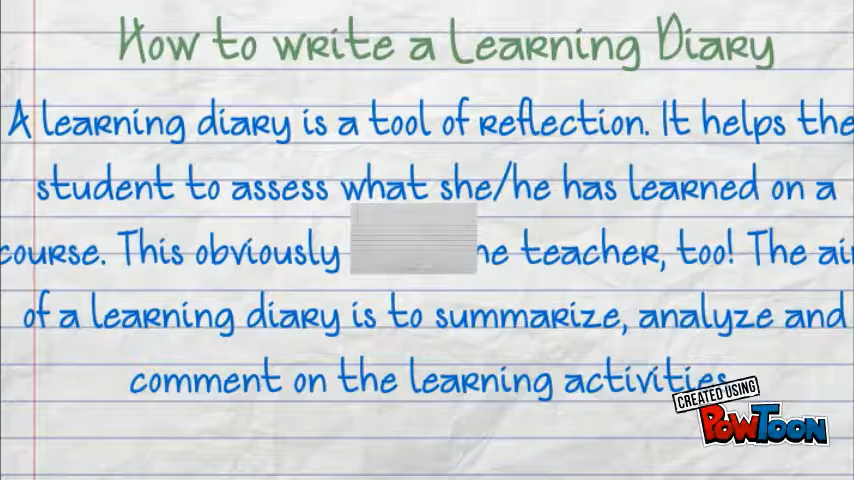 How to write a Learning Diary
A learning diary is a tool of reflection. It helps the
student to assess what she/he has learned on a
course. This obviously teacher, too! The
of a learning diary is to summarize, analyze and
comment on the learning activities
CREATED USING
POWTOON